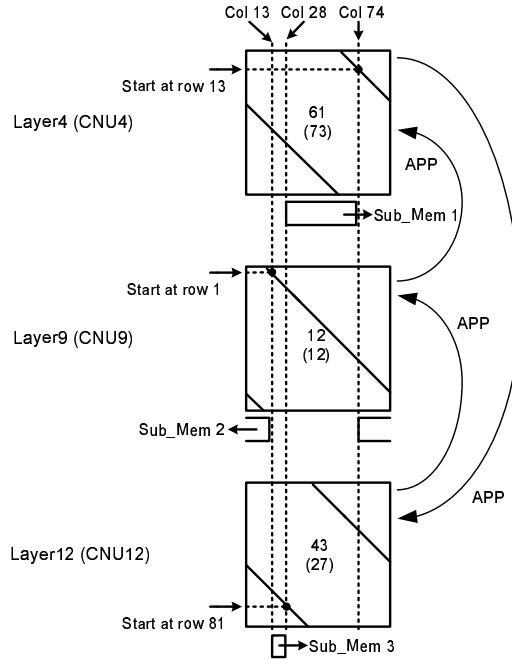 Col 13 Col 28 Col 74
Start at row 13
61
(73)
Layer4 (CNU4)
APP
Sub_Mem 1
Start at row 1
APP
12
(12)
Layer9 (CNU9)
Sub_Mem 2
APP
43
(27)
Layer12 (CNU12)
Start at row 81
Sub_Mem 3